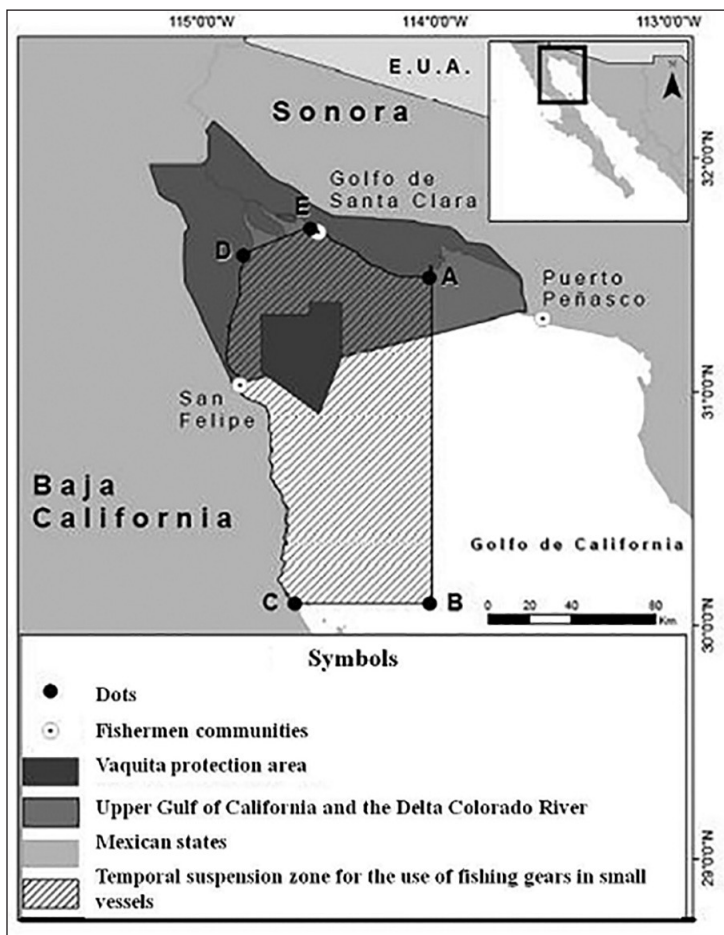 115°0'0"W
114°0'0"W
113°0'0"W
E.U.A.
N
Sonora
32°0'0"N
Golfo de
Santa Clara
E
D
A
Puerto
Peñasco
31°0'0"N
San
Felipe
Baja
California
Golfo de California
C
B
0 20 40 80
Km.
30°0'0"N
Symbols
Dots
Fishermen communities
Vaquita protection area
Upper Gulf of California and the Delta Colorado River
Mexican states
29°0'0"N
Temporal suspension zone for the use of fishing gears in small
vessels